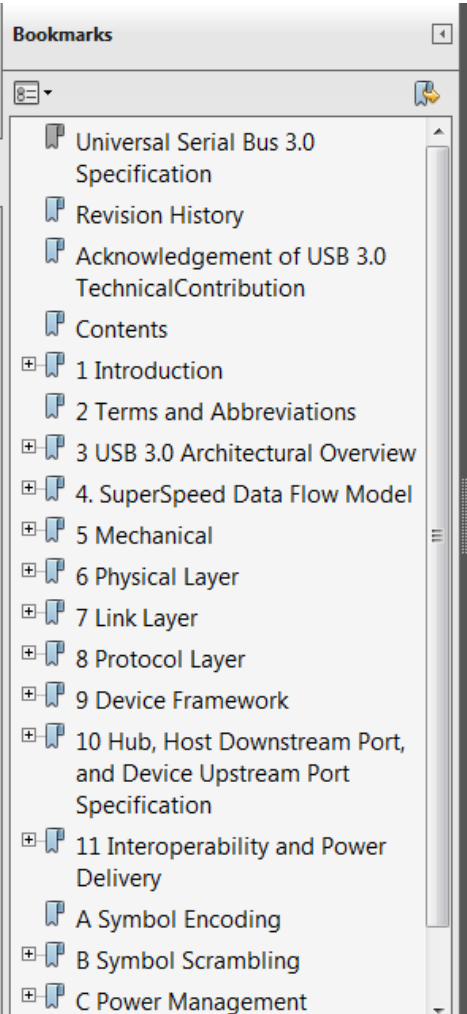 Bookmarks
Universal Serial Bus 3.0
Specification
Revision History
Acknowledgement of USB 3.0
TechnicalContribution
Contents
1 Introduction
2 Terms and Abbreviations
3 USB 3.0 Architectural Overview
4. SuperSpeed Data Flow Model
5 Mechanical
6 Physical Layer
7 Link Layer
8 Protocol Layer
9 Device Framework
10 Hub, Host Downstream Port,
and Device Upstream Port
Specification
11 Interoperability and Power
Delivery
A Symbol Encoding
B Symbol Scrambling
C Power Management